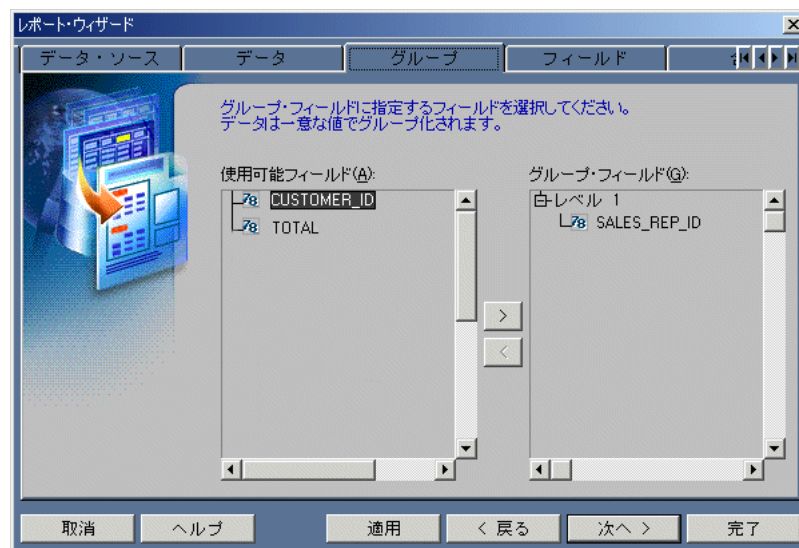 レポート・ウィザード
データ・ソース データ グループ フィールド
グループ・フィールドに指定するフィールドを選択してください。
データは一意な値でグループ化されます。
使用可能フィールド(A): グループ・フィールド(G):
78 CUSTOMER_ID
78 TOTAL
レベル 1
78 SALES_REP_ID
>
<
取消 ヘルプ 適用 < 戻る 次へ > 完了